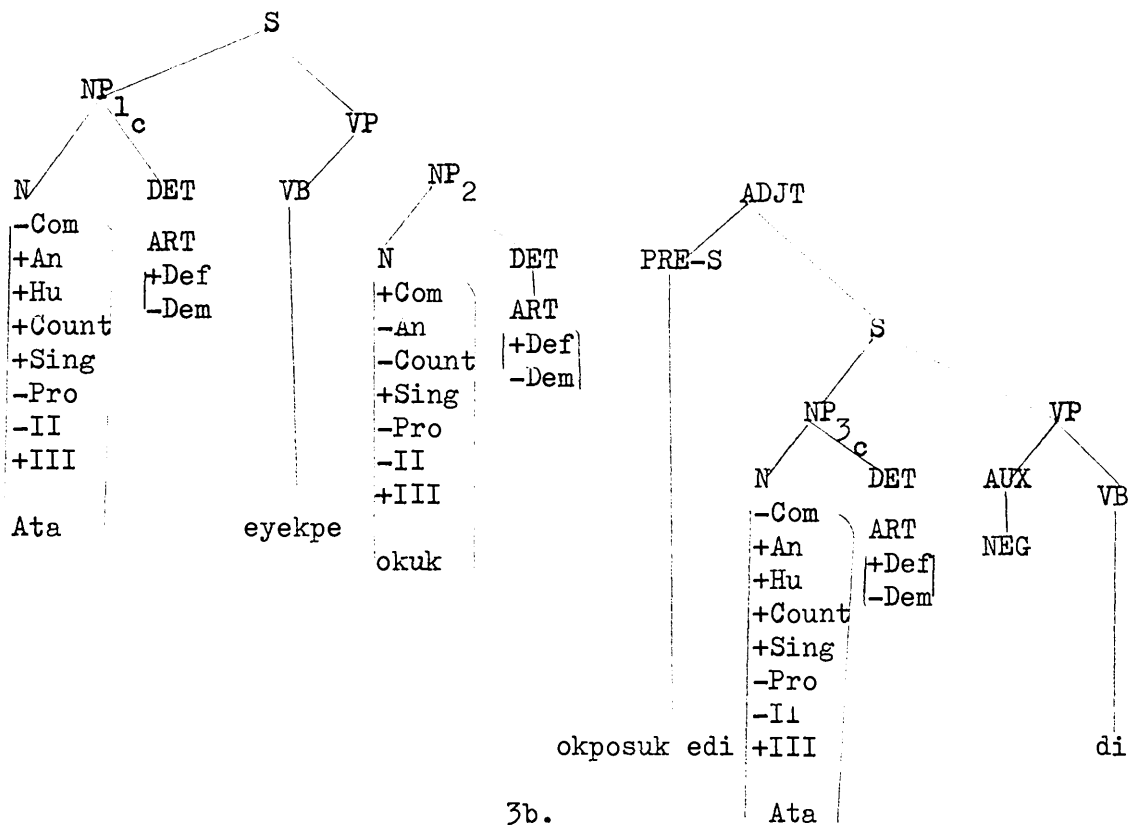 S
NP1c
VP
NP2
N DET VB
ADJT
-Com
ART
N DET PRE-S
+An
+Def
+Hu
-Dem
+Com
ART
+Count
-An
+Def
S
+Sing
-Count
-Dem
-Pro
+Sing
-II
-Pro
NP3c
VP
+III
-II
+III
N DET AUX VB
Ata eyekpe
-Com
ART
NEG
okuk
+An
+Def
+Hu
-Dem
+Count
+Sing
-Pro
-II
okposuk edi +III di
3b. Ata